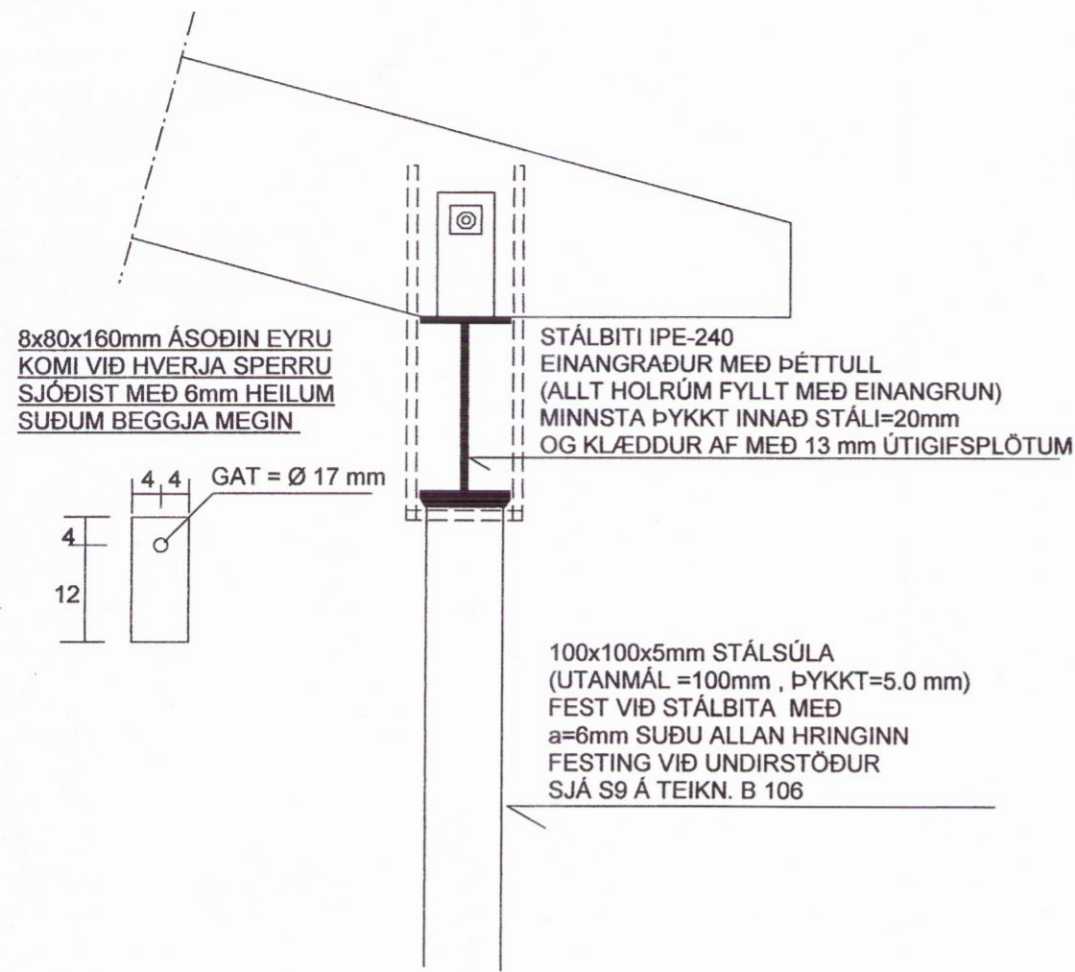 8x80x160mm ÁSOÐIN EYRU
KOMI VIÐ HVERJA SPERRU
SJÓÐIST MEÐ 6mm HEILUM
SUÐUM BEGGJA MEGIN
STÁLBITI IPE-240
EINANGRAÐUR MEÐ ÞÉTTULL
(ALLT HOLRÚM FYLLT MEÐ EINANGRUN)
MINNSTA ÞYKKT INNAÐ STÁLI=20mm
OG KLÆDDUR AF MEÐ 13 mm ÚTIGIFSPLÖTUM
4 4
GAT = Ø 17 mm
4
12
100x100x5mm STÁLSÚLA
(UTANMÁL =100mm , ÞYKKT=5.0 mm)
FEST VIÐ STÁLBITA MEÐ
a=6mm SUÐU ALLAN HRINGINN
FESTING VIÐ UNDIRSTÖÐUR
SJÁ S9 Á TEIKN. B 106